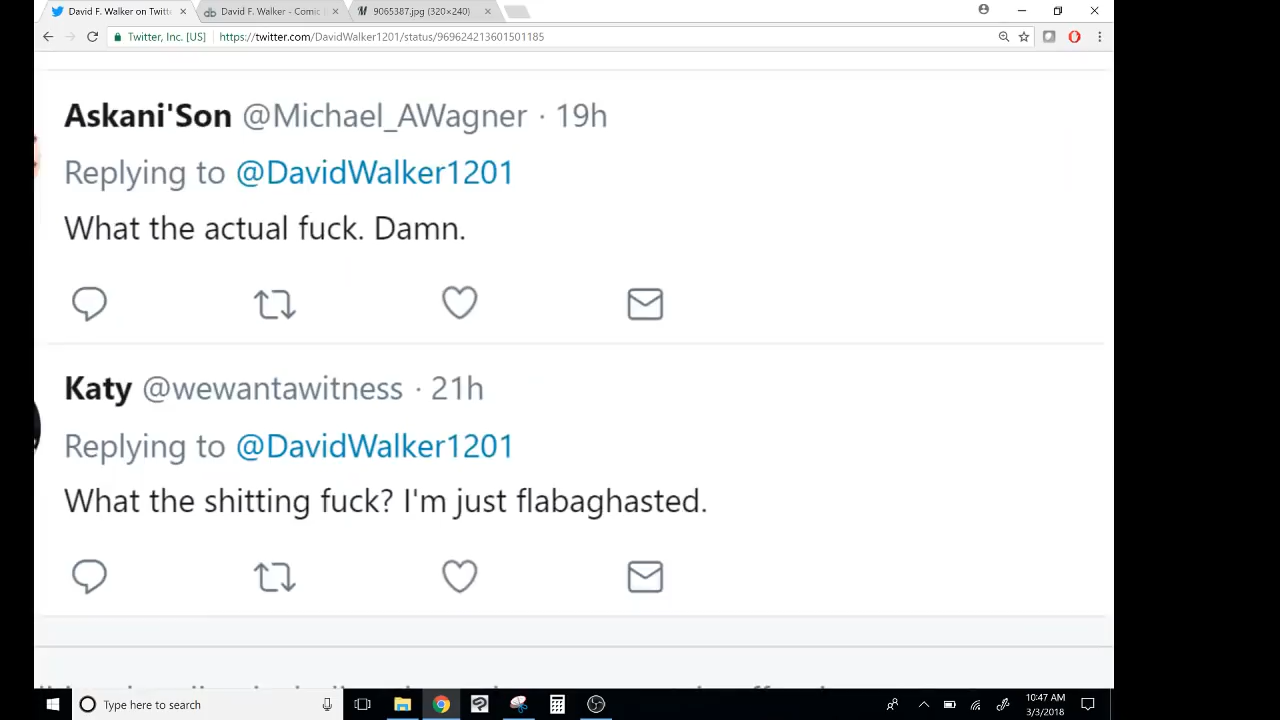 David F. Walker on Twitt
David F. Walker - Comic
9065387.jpg (320×240)
Twitter, Inc. [US]
https://twitter.com/DavidWalker1201/status/969624213601501185
Askani'Son @Michael_AWagner · 19h
Replying to @DavidWalker1201
What the actual fuck. Damn.
Katy @wewantawitness · 21h
Replying to @DavidWalker1201
What the shitting fuck? I'm just flabaghasted.
Type here to search
10:47 AM
3/3/2018